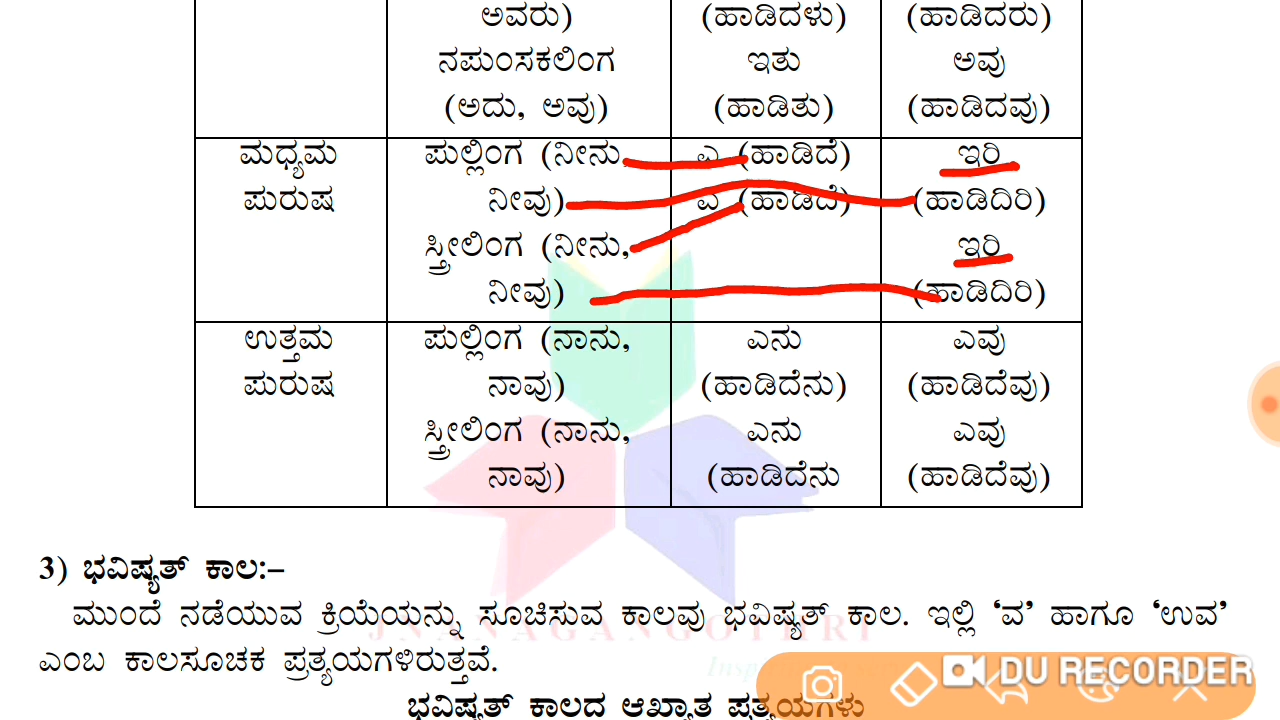 ಅವರು) (ಹಾಡಿದಳು) (ಹಾಡಿದರು)
ನಪುಂಸಕಲಿಂಗ ಇತು ಅವು
(ಅದು, ಅವು) (ಹಾಡಿತು) (ಹಾಡಿದವು)
ಮಧ್ಯಮ ಪುಲ್ಲಿಂಗ (ನೀನು, ಎ (ಹಾಡಿದೆ) ಇರಿ
ಪುರುಷ ನೀವು) ಎ (ಹಾಡಿದೆ) (ಹಾಡಿದಿರಿ)
ಸ್ತ್ರೀಲಿಂಗ (ನೀನು, ಇರಿ
ನೀವು) (ಹಾಡಿದಿರಿ)
ಉತ್ತಮ ಪುಲ್ಲಿಂಗ (ನಾನು, ಎನು ಎವು
ಪುರುಷ ನಾವು) (ಹಾಡಿದೆನು) (ಹಾಡಿದೆವು)
ಸ್ತ್ರೀಲಿಂಗ (ನಾನು, ಎನು ಎವು
ನಾವು) (ಹಾಡಿದೆನು (ಹಾಡಿದೆವು)
3) ಭವಿಷ್ಯತ್ ಕಾಲ:–
ಮುಂದೆ ನಡೆಯುವ ಕ್ರಿಯೆಯನ್ನು ಸೂಚಿಸುವ ಕಾಲವು ಭವಿಷ್ಯತ್ ಕಾಲ. ಇಲ್ಲಿ ‘ವ’ ಹಾಗೂ ‘ಉವ’
JNANAGANGOTHRI
ಎಂಬ ಕಾಲಸೂಚಕ ಪ್ರತ್ಯಯಗಳಿರುತ್ತವೆ.
DU RECORDER
ಭವಿಷ್ಯತ್ ಕಾಲದ ಆಖ್ಯಾತ ಪ್ರತ್ಯಯಗಳು